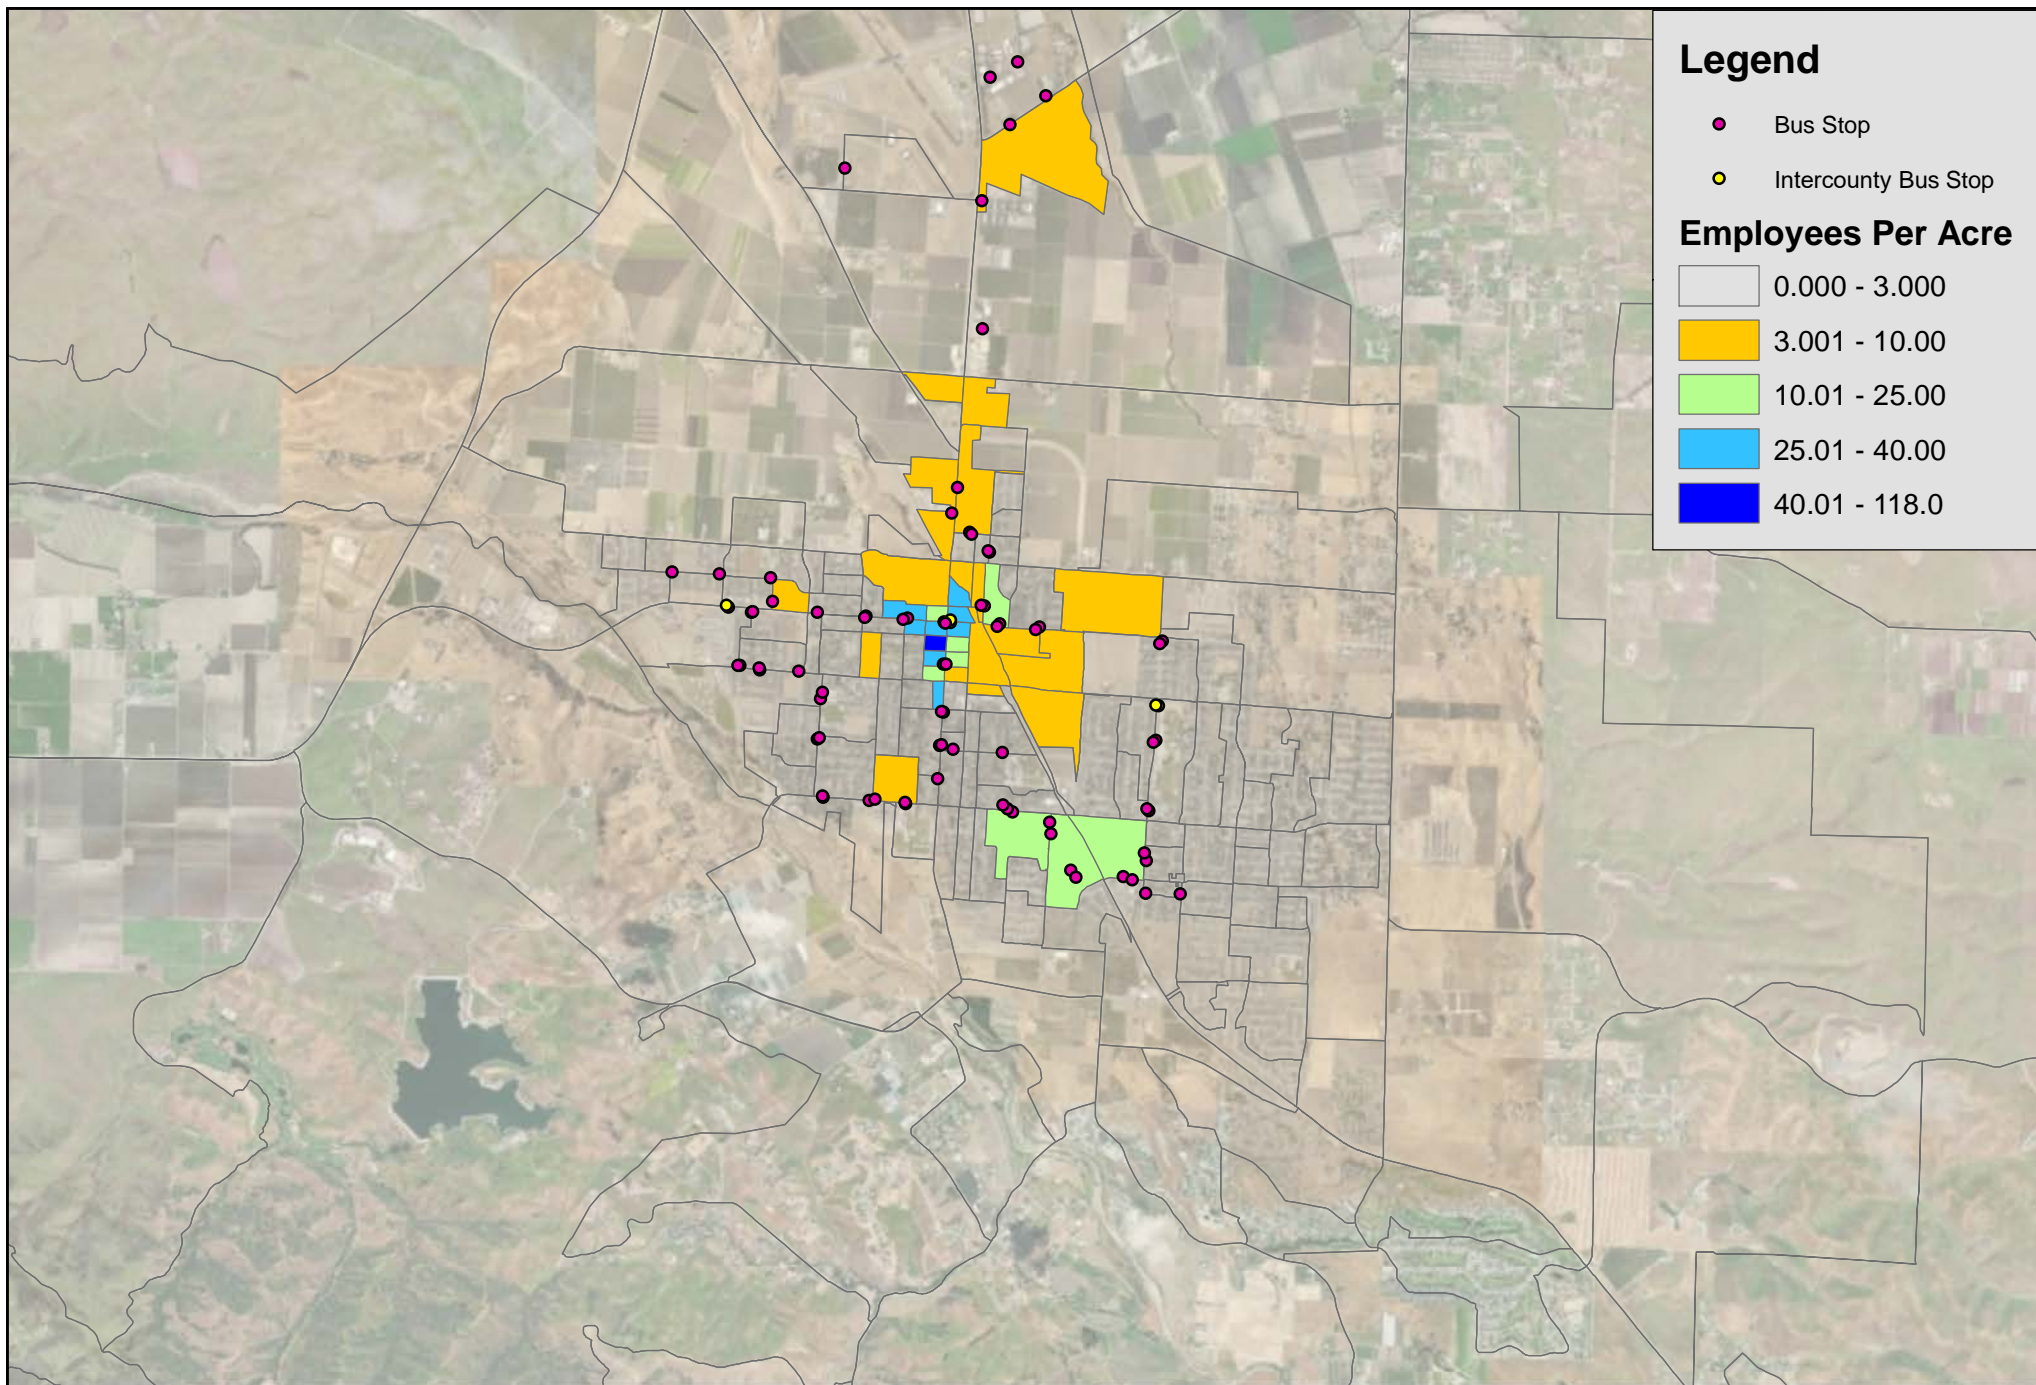 Legend
Bus Stop
Intercounty Bus Stop
Employees Per Acre
0.000 - 3.000
3.001 - 10.00
10.01 - 25.00
25.01 - 40.00
40.01 - 118.0